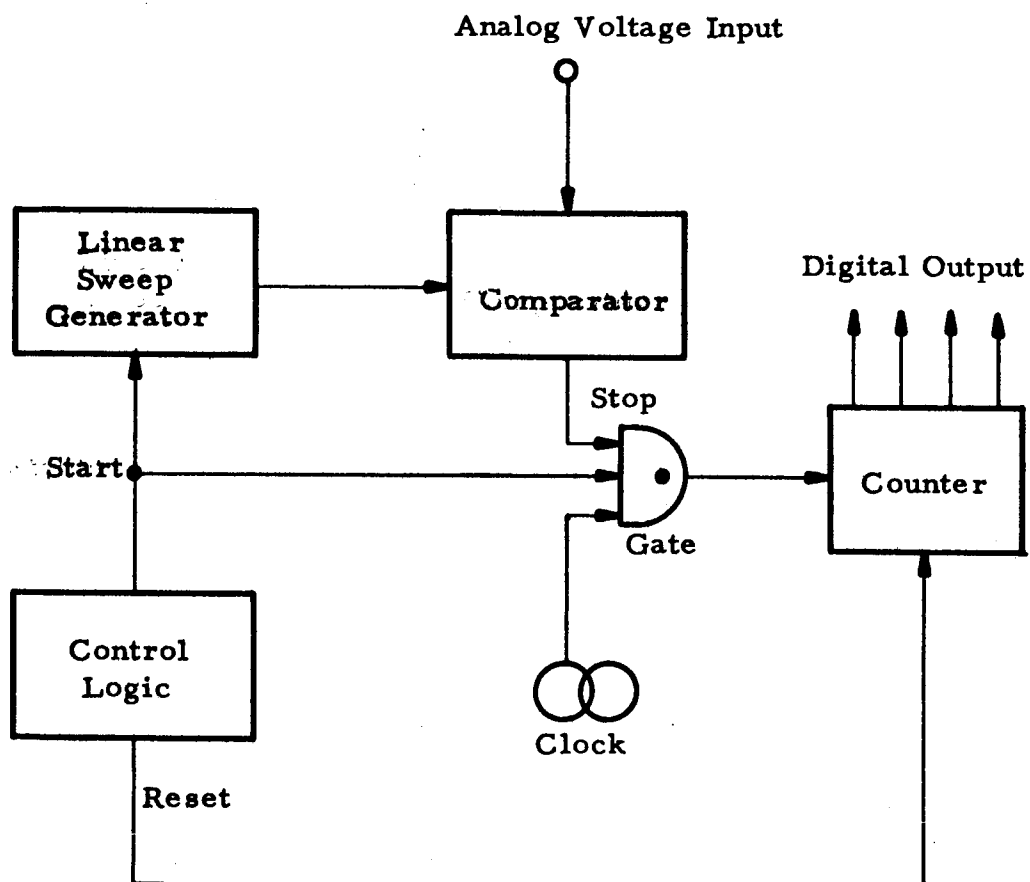 Analog Voltage Input
Linear
Sweep
Generator
Comparator
Digital Output
Stop
Start
Counter
Gate
Control
Logic
Clock
Reset